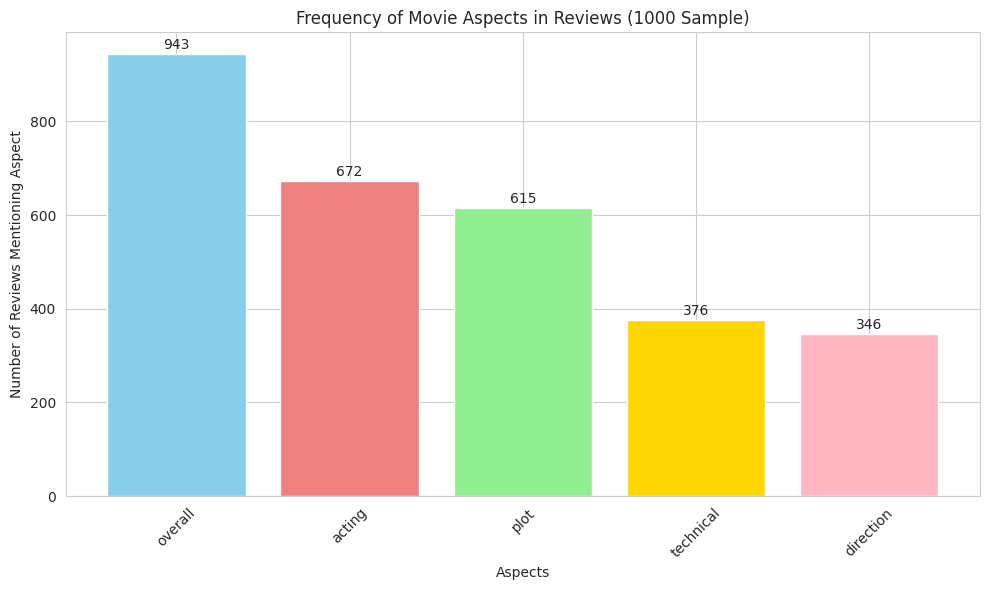 Frequency of Movie Aspects in Reviews (1000 Sample)
943
672
615
376
346
Number of Reviews Mentioning Aspect
800
600
400
200
0
overall
acting
plot
technical
direction
Aspects